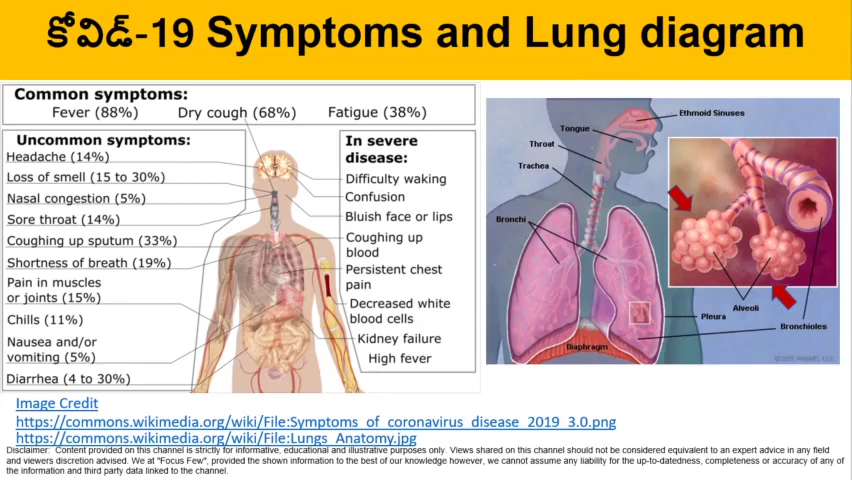 కోవిడ్-19 Symptoms and Lung diagram
Common symptoms:
Fever (88%) Dry cough (68%) Fatigue (38%)
Uncommon symptoms:
Headache (14%)
Loss of smell (15 to 30%)
Nasal congestion (5%)
Sore throat (14%)
Coughing up sputum (33%)
Shortness of breath (19%)
Pain in muscles
or joints (15%)
Chills (11%)
Nausea and/or
vomiting (5%)
Diarrhea (4 to 30%)
In severe
disease:
Difficulty waking
Confusion
Bluish face or lips
Coughing up
blood
Persistent chest
pain
Decreased white
blood cells
Kidney failure
High fever
Ethmoid Sinuses
Tongue
Throat
Trachea
Bronchi
Alveoli
Pleura
Bronchioles
Diaphragm
Image Credit
https://commons.wikimedia.org/wiki/File:Symptoms_of_coronavirus_disease_2019_3.0.png
https://commons.wikimedia.org/wiki/File:Lungs_Anatomy.jpg
Disclaimer: Content provided on this channel is strictly for informative, educational and illustrative purposes only. Views shared on this channel should not be considered equivalent to an expert advice in any field
and viewers discretion advised. We at "Focus Few", provided the shown information to the best of our knowledge however, we cannot assume any liability for the up-to-datedness, completeness or accuracy of any of
the information and third party data linked to the channel.